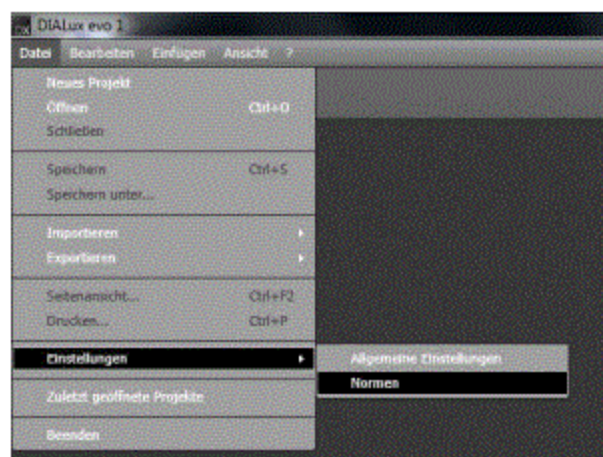 DIALux evo 1
Datei Bearbeiten Einfügen Ansicht ?
Neues Projekt
Öffnen Ctrl+O
Schließen
Speichern Ctrl+S
Speichern unter...
Importieren
Exportieren
Seitenansicht... Ctrl+F2
Drucken... Ctrl+P
Einstellungen
Allgemeine Einstellungen
Normen
Zuletzt geöffnete Projekte
Beenden